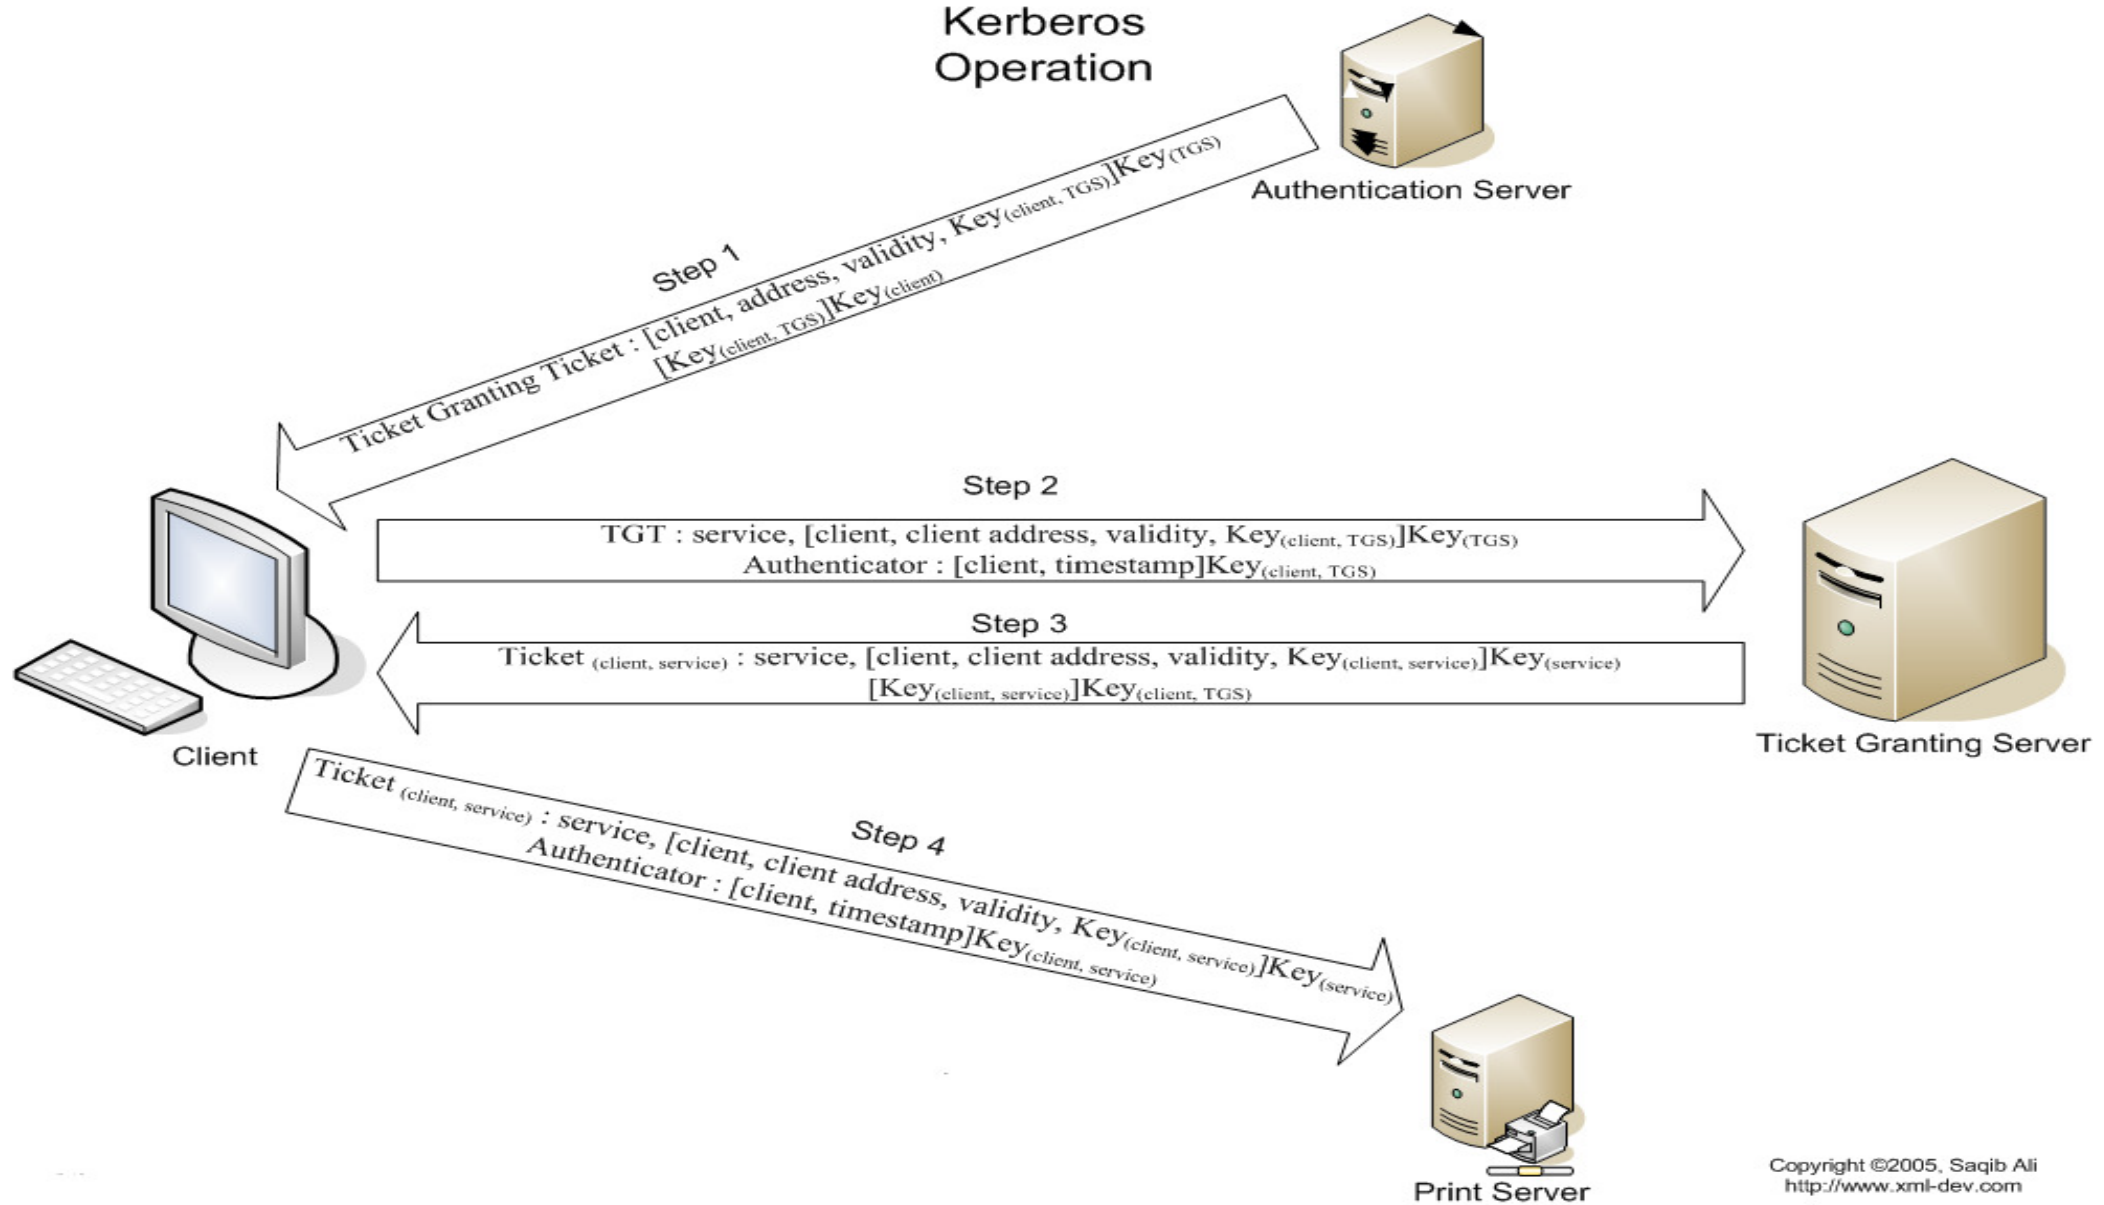 Kerberos
Operation
Authentication Server
Step 1
Ticket Granting Ticket : [client, address, validity, Key(client, TGS)]Key(TGS)
[Key(client, TGS)]Key(client)
Step 2
TGT : service, [client, client address, validity, Key(client, TGS)]Key(TGS)
Authenticator : [client, timestamp]Key(client, TGS)
Step 3
Ticket (client, service) : service, [client, client address, validity, Key(client, service)]Key(service)
[Key(client, service)]Key(client, TGS)
Client
Ticket Granting Server
Step 4
Ticket (client, service) : service, [client, client address, validity, Key(client, service)]Key(service)
Authenticator : [client, timestamp]Key(client, service)
Print Server
Copyright ©2005, Saqib Ali
http://www.xml-dev.com